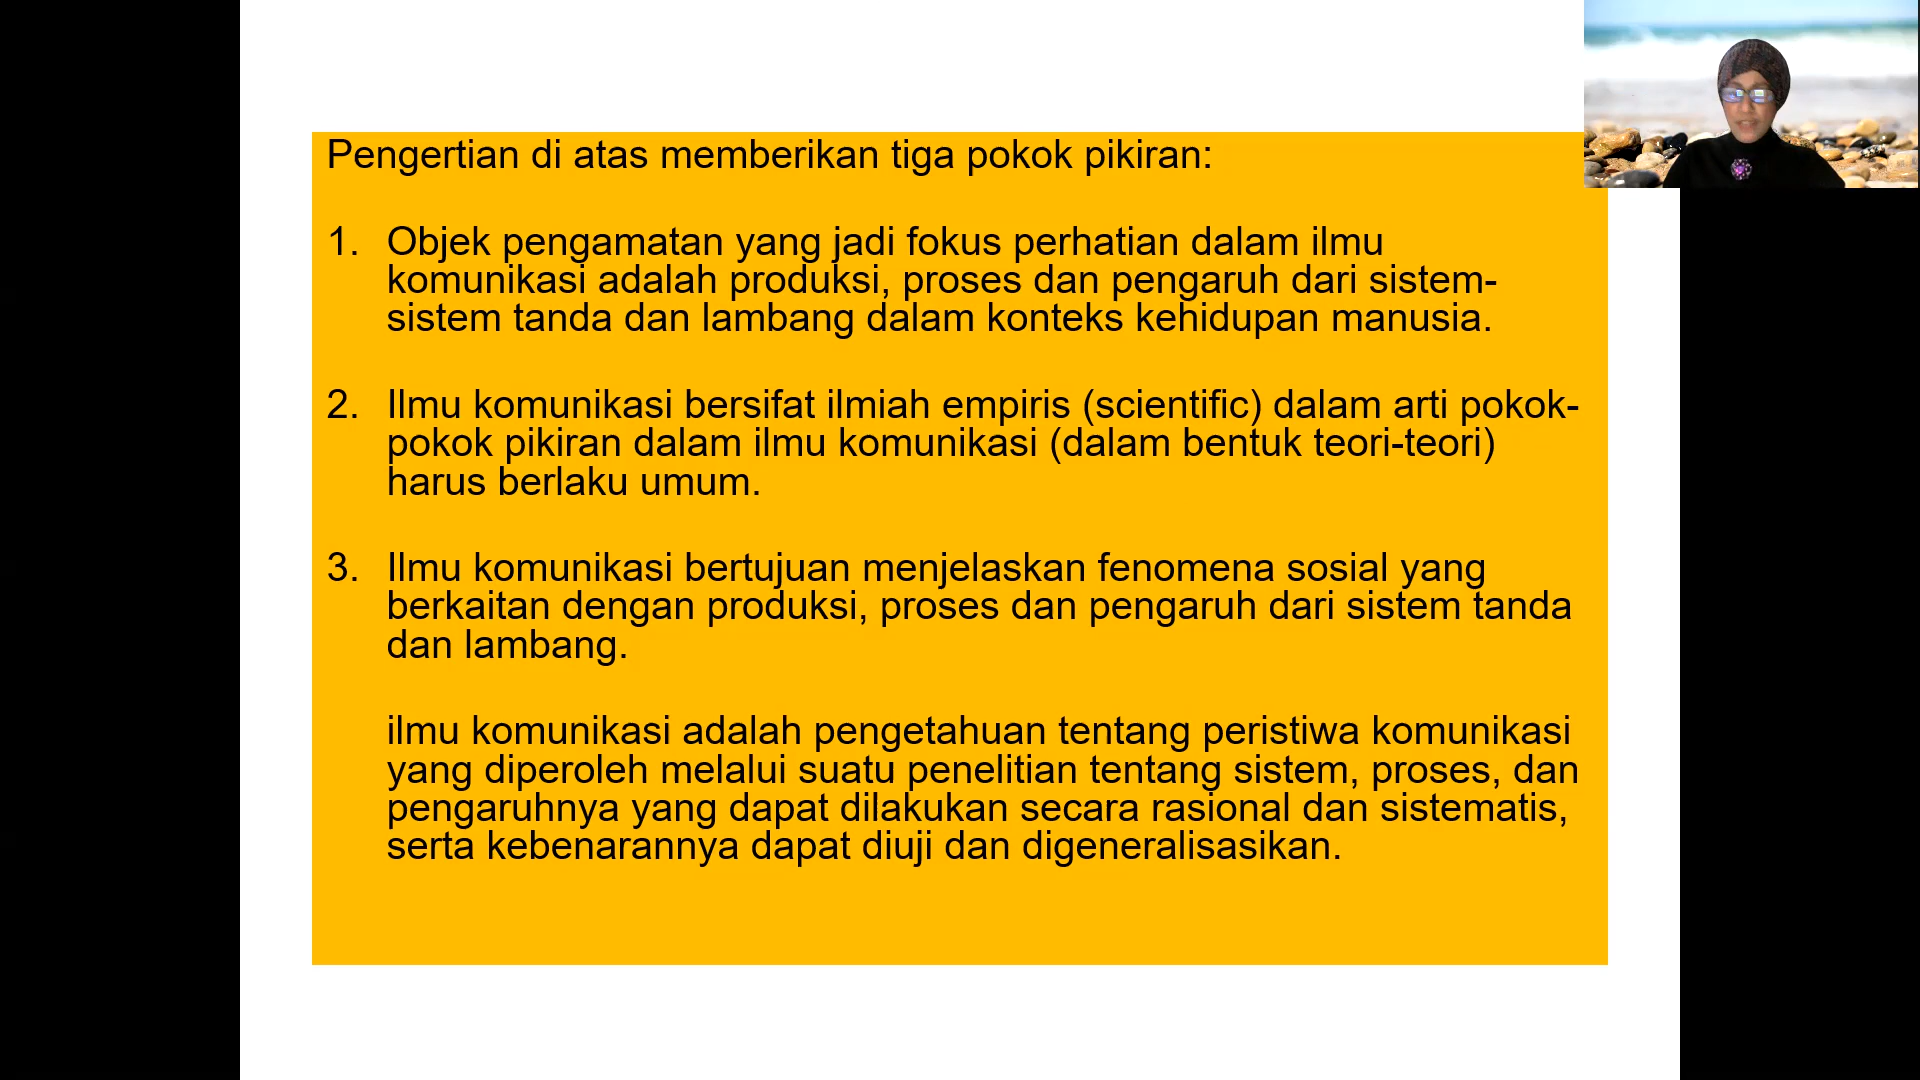 Pengertian di atas memberikan tiga pokok pikiran:
1. Objek pengamatan yang jadi fokus perhatian dalam ilmu
komunikasi adalah produksi, proses dan pengaruh dari sistem-
sistem tanda dan lambang dalam konteks kehidupan manusia.
2. Ilmu komunikasi bersifat ilmiah empiris (scientific) dalam arti pokok-
pokok pikiran dalam ilmu komunikasi (dalam bentuk teori-teori)
harus berlaku umum.
3. Ilmu komunikasi bertujuan menjelaskan fenomena sosial yang
berkaitan dengan produksi, proses dan pengaruh dari sistem tanda
dan lambang.
ilmu komunikasi adalah pengetahuan tentang peristiwa komunikasi
yang diperoleh melalui suatu penelitian tentang sistem, proses, dan
pengaruhnya yang dapat dilakukan secara rasional dan sistematis,
serta kebenarannya dapat diuji dan digeneralisasikan.